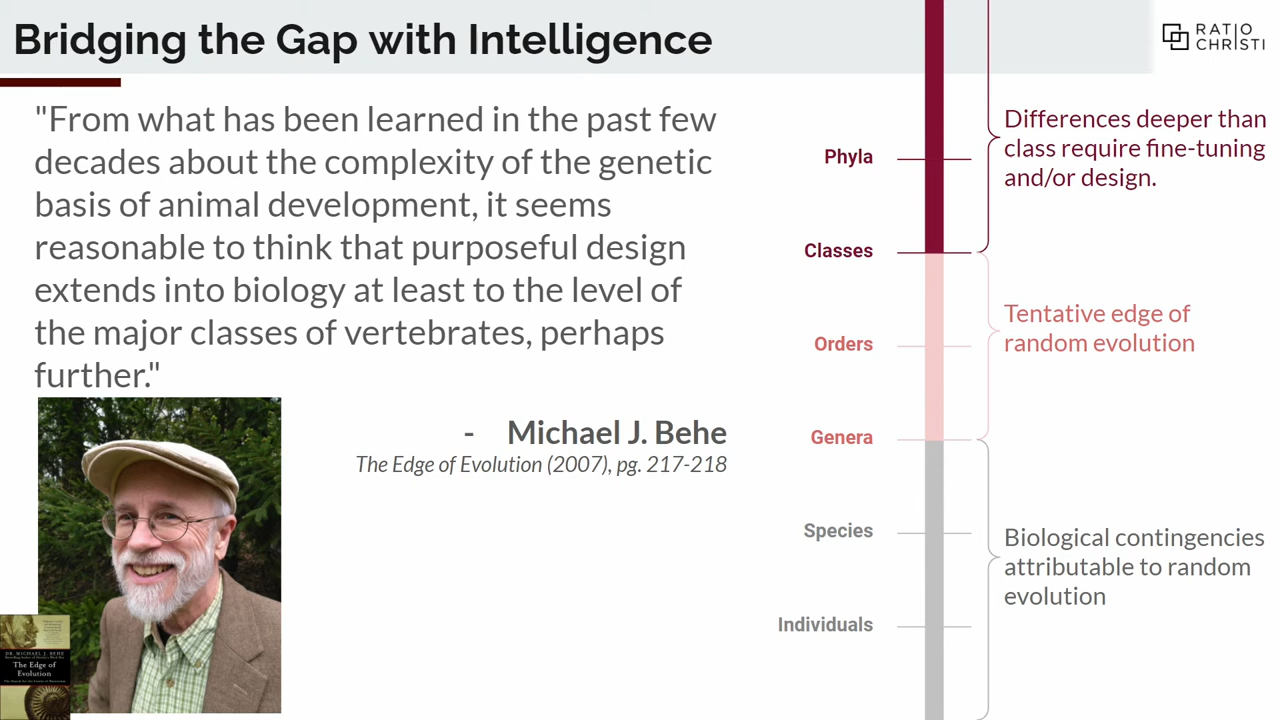 Bridging the Gap with Intelligence
RATIO
CHRISTI
"From what has been learned in the past few
decades about the complexity of the genetic
basis of animal development, it seems
reasonable to think that purposeful design
extends into biology at least to the level of
the major classes of vertebrates, perhaps
further."
- Michael J. Behe
The Edge of Evolution (2007), pg. 217-218
Phyla
Classes
Orders
Genera
Species
Individuals
Differences deeper than
class require fine-tuning
and/or design.
Tentative edge of
random evolution
Biological contingencies
attributable to random
evolution
DR. MICHAEL J. BEHE
The Edge of
Evolution